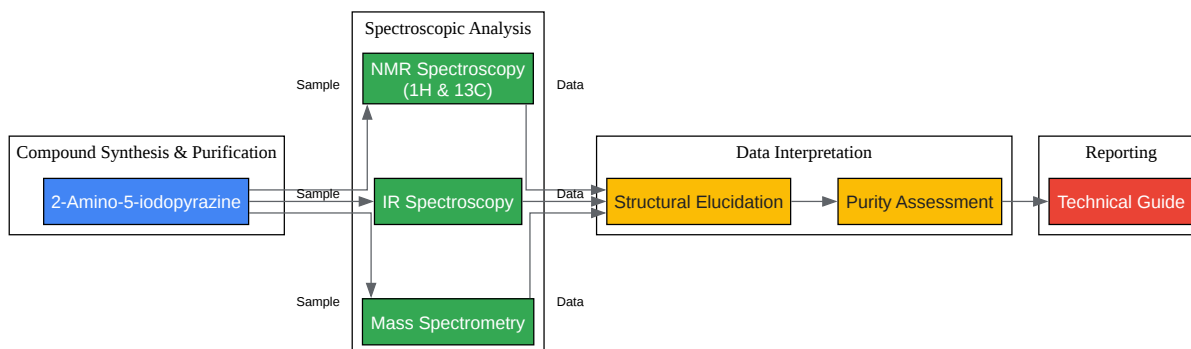 Spectroscopic Analysis
Sample
NMR Spectroscopy
(1H & 13C)
Data
Compound Synthesis & Purification
2-Amino-5-iodopyrazine
Sample
IR Spectroscopy
Data
Data Interpretation
Structural Elucidation
Purity Assessment
Reporting
Technical Guide
Sample
Mass Spectrometry
Data